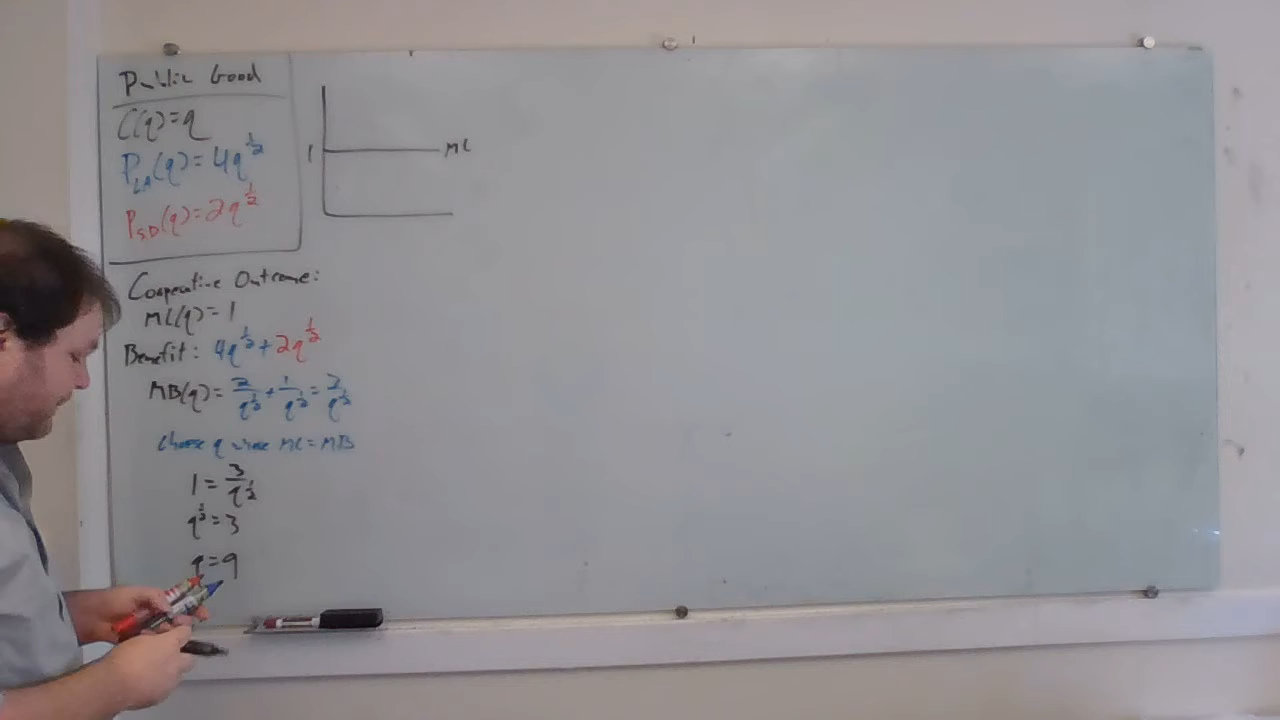 Public Good
C(q)=q
P_LA(q)=4q^{1/2}
P_SD(q)=2q^{1/2}
1
MC
Cooperative Outcome:
MC(q)=1
Benefit: 4q^{1/2}+2q^{1/2}
MB(q)=2/q^{1/2}+1/q^{1/2}=3/q^{1/2}
Choose q where MC=MB
1=3/q^{1/2}
q^{1/2}=3
q=9